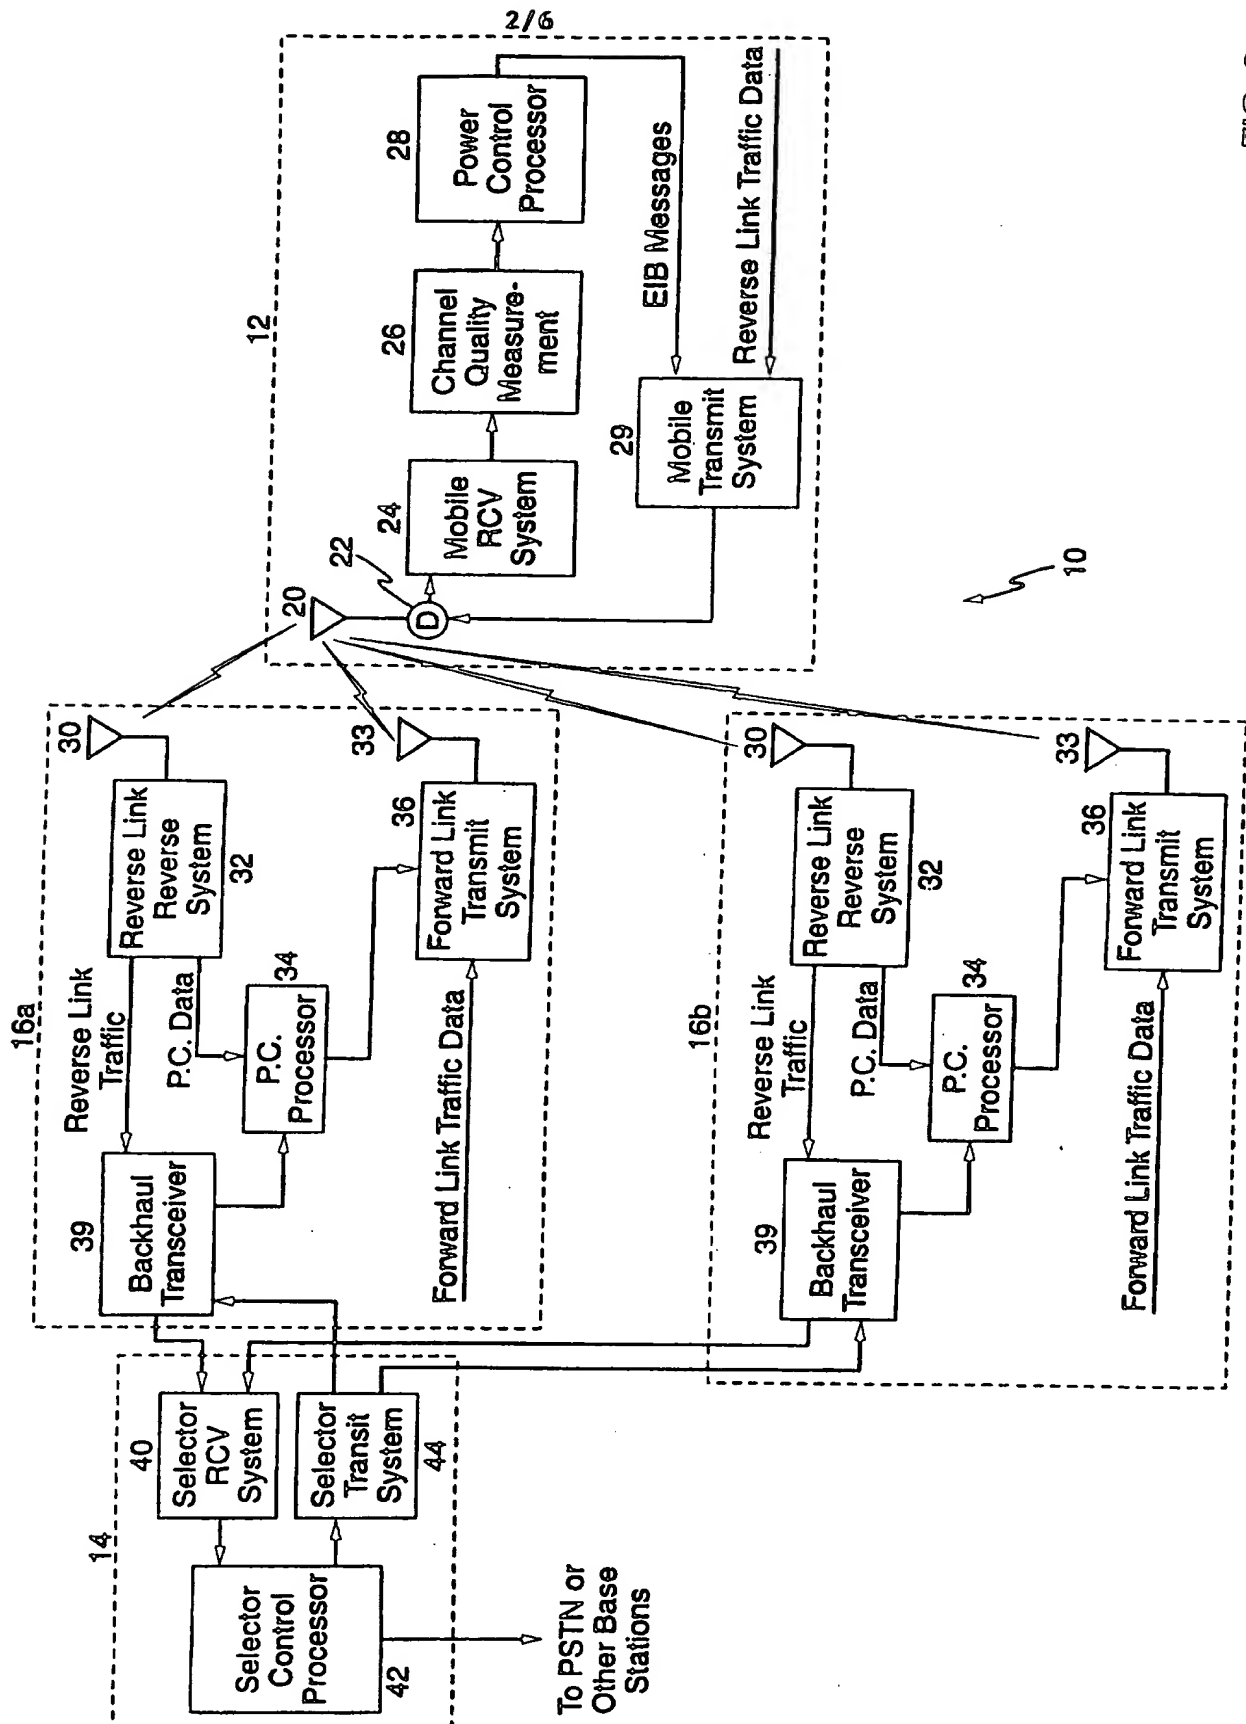 2/6
12
20
22
D
24
Mobile
RCV
System
26
Channel
Quality
Measure-
ment
28
Power
Control
Processor
EIB Messages
Reverse Link Traffic Data
29
Mobile
Transmit
System
10
16a
30
Reverse Link
Reverse
System
32
Reverse Link
Traffic
P.C. Data
34
P.C.
Processor
33
36
Forward Link
Transmit
System
Forward Link Traffic Data
39
Backhaul
Transceiver
16b
30
Reverse Link
Reverse
System
32
Reverse Link
Traffic
P.C. Data
34
P.C.
Processor
33
36
Forward Link
Transmit
System
Forward Link Traffic Data
39
Backhaul
Transceiver
14
40
Selector
RCV
System
Selector
Transit
System
44
Selector
Control
Processor
42
To PSTN or
Other Base
Stations